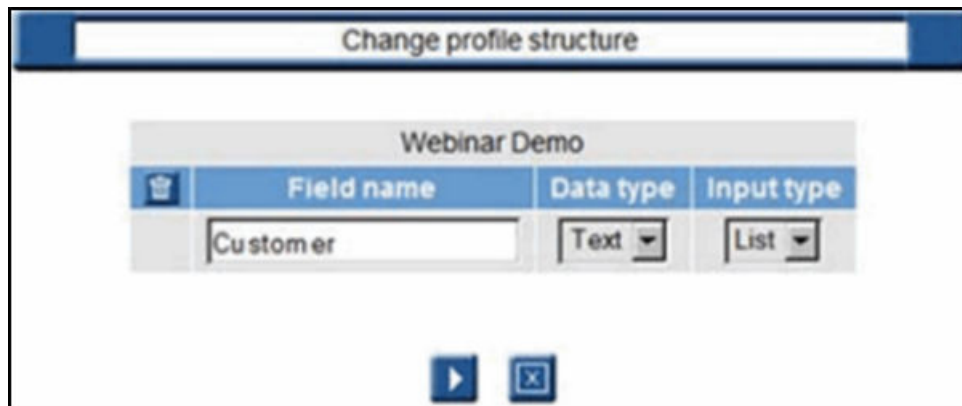 Change profile structure
Webinar Demo
Field name Data type Input type
Customer Text List